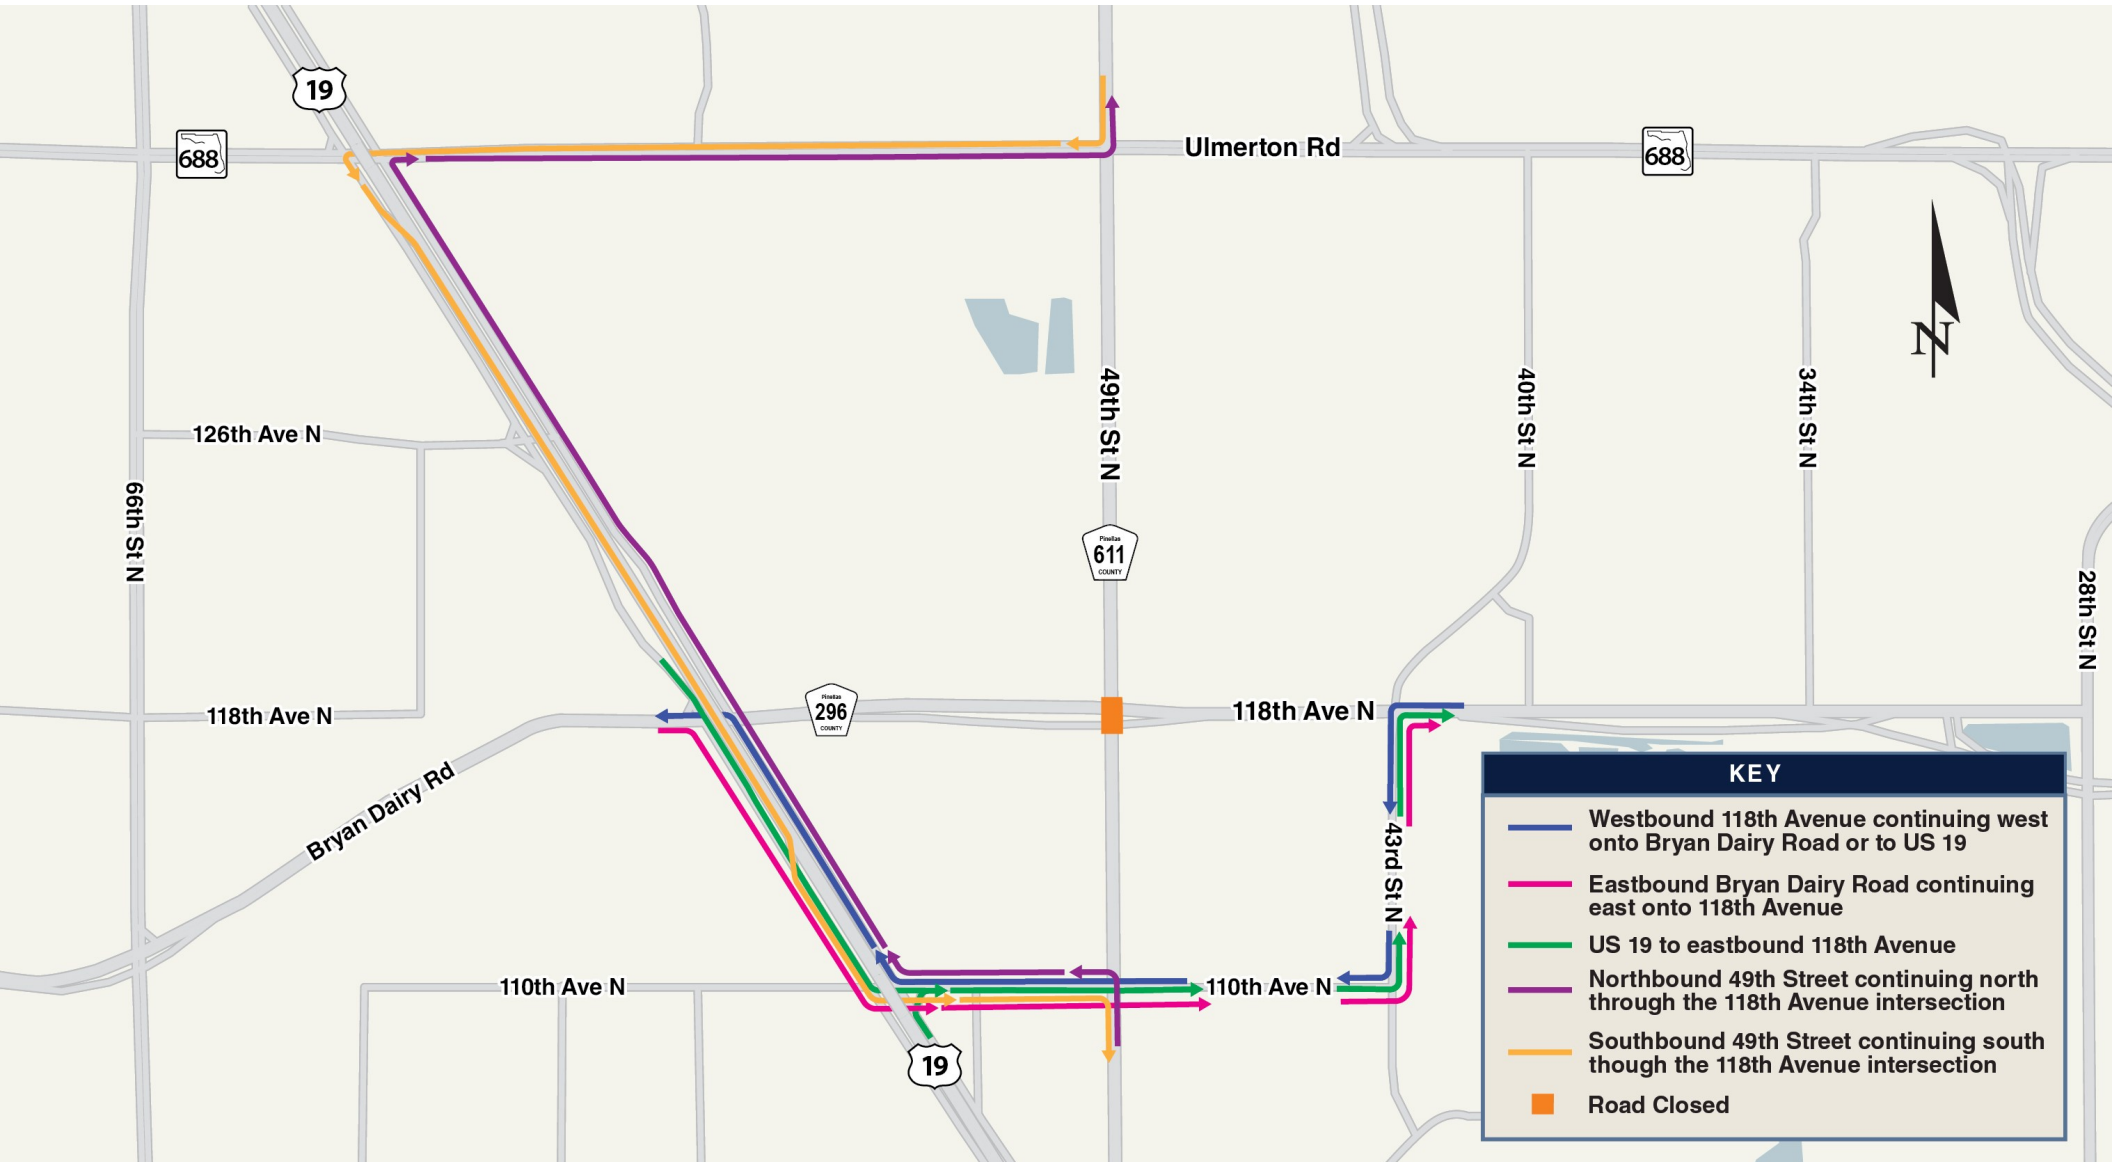 19
688
Ulmerton Rd
688
N
49th St N
40th St N
34th St N
126th Ave N
66th St N
Pinellas
611
COUNTY
28th St N
118th Ave N
Pinellas
296
COUNTY
118th Ave N
Bryan Dairy Rd
43rd St N
110th Ave N
110th Ave N
19
KEY
Westbound 118th Avenue continuing west
onto Bryan Dairy Road or to US 19
Eastbound Bryan Dairy Road continuing
east onto 118th Avenue
US 19 to eastbound 118th Avenue
Northbound 49th Street continuing north
through the 118th Avenue intersection
Southbound 49th Street continuing south
though the 118th Avenue intersection
Road Closed